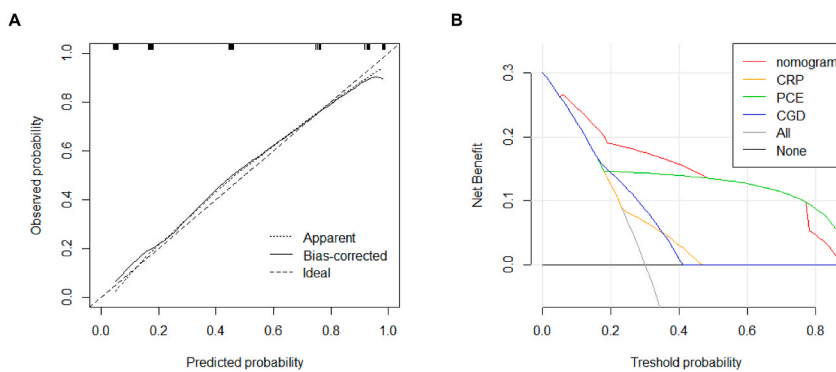 A
1.0
0.8
0.6
0.4
0.2
0.0
Observed probability
Apparent
Bias-corrected
Ideal
0.0 0.2 0.4 0.6 0.8 1.0
Predicted probability
B
0.3
0.2
0.1
0.0
Net Benefit
nomogram
CRP
PCE
CGD
All
None
0.0 0.2 0.4 0.6 0.8
Treshold probability